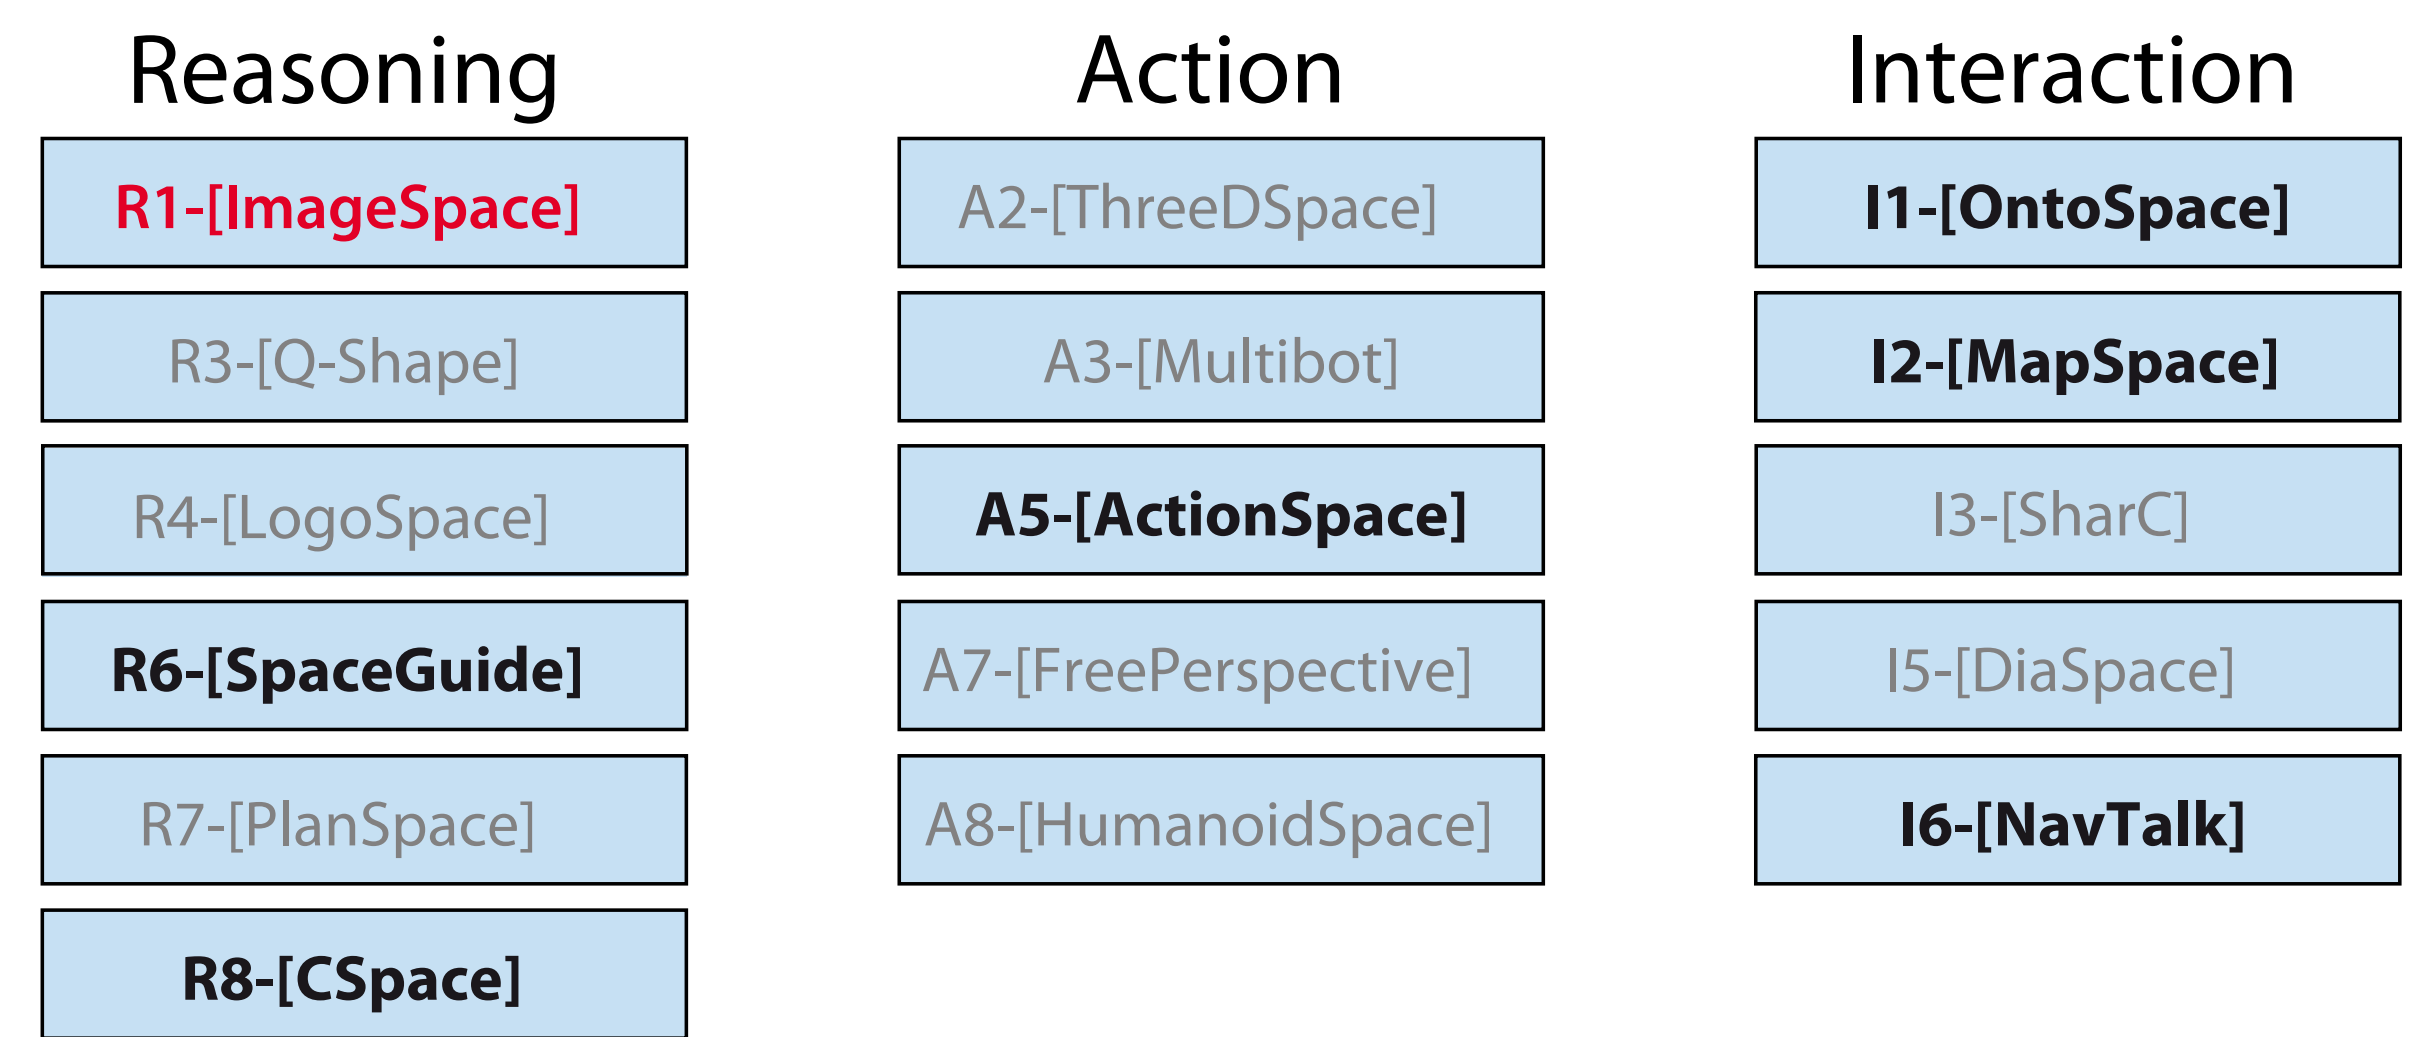 Reasoning
R1-[ImageSpace]
R3-[Q-Shape]
R4-[LogoSpace]
R6-[SpaceGuide]
R7-[PlanSpace]
R8-[CSpace]
Action
A2-[ThreeDSpace]
A3-[Multibot]
A5-[ActionSpace]
A7-[FreePerspective]
A8-[HumanoidSpace]
Interaction
I1-[OntoSpace]
I2-[MapSpace]
I3-[SharC]
I5-[DiaSpace]
I6-[NavTalk]